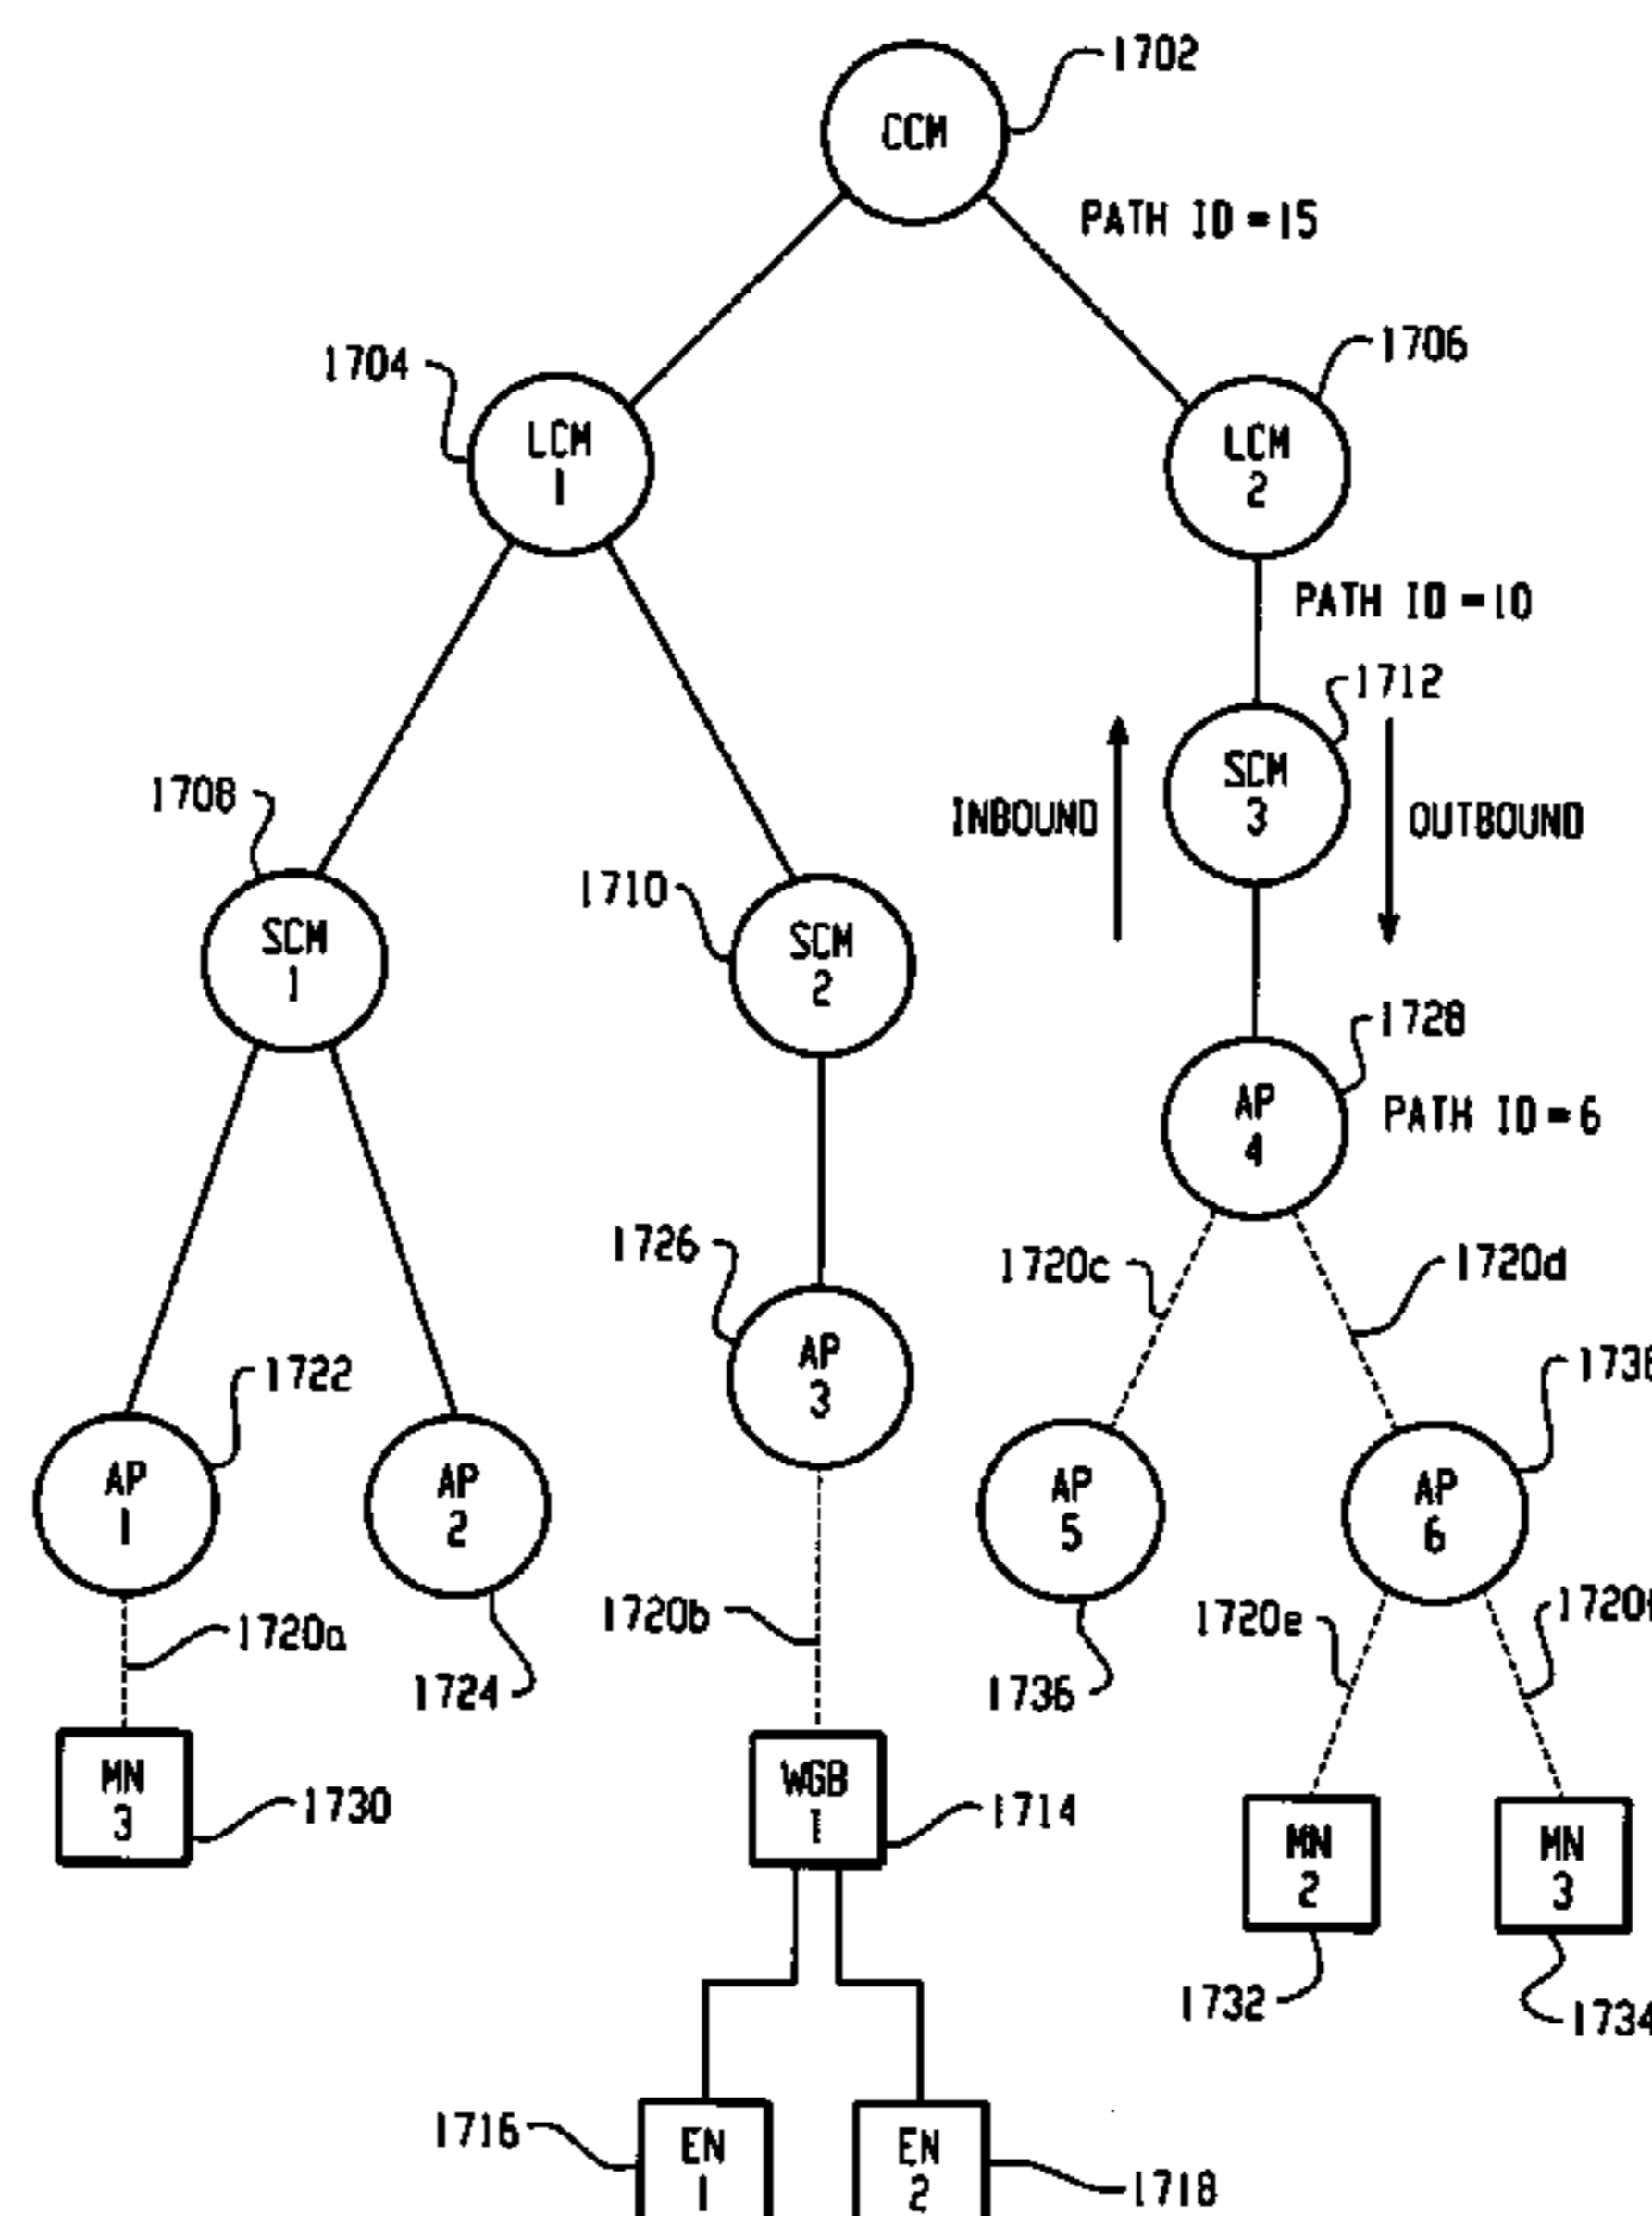 1702
CCM
PATH ID = 15
1704
1706
LCM
1
LCM
2
PATH ID = 10
1712
1708
SCM
3
INBOUND
OUTBOUND
1710
SCM
1
SCM
2
1728
AP
4
PATH ID = 6
1726
1720c
1720d
AP
3
1722
AP
1
AP
2
AP
5
AP
6
1720a
1720b
1720e
1724
1736
MN
3
1730
WGB
1
1714
MN
2
MN
3
1732
1734
1716
EN
1
EN
2
1718